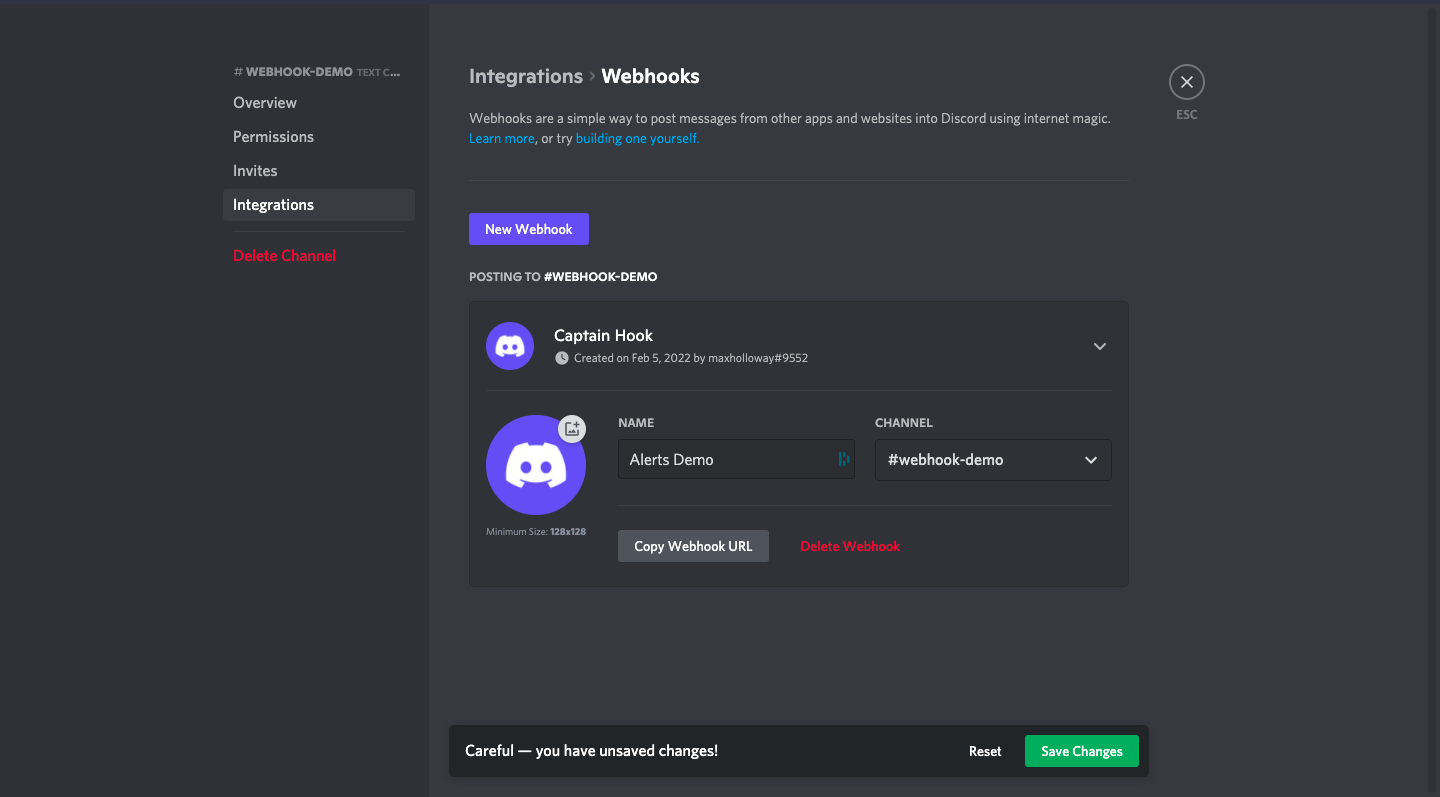 # WEBHOOK-DEMO TEXT C...
Overview
Permissions
Invites
Integrations
Delete Channel
Integrations > Webhooks
Webhooks are a simple way to post messages from other apps and websites into Discord using internet magic.
Learn more, or try building one yourself.
ESC
New Webhook
POSTING TO #WEBHOOK-DEMO
Captain Hook
Created on Feb 5, 2022 by maxholloway#9552
Minimum Size: 128x128
NAME
Alerts Demo
CHANNEL
#webhook-demo
Copy Webhook URL
Delete Webhook
Careful — you have unsaved changes!
Reset
Save Changes